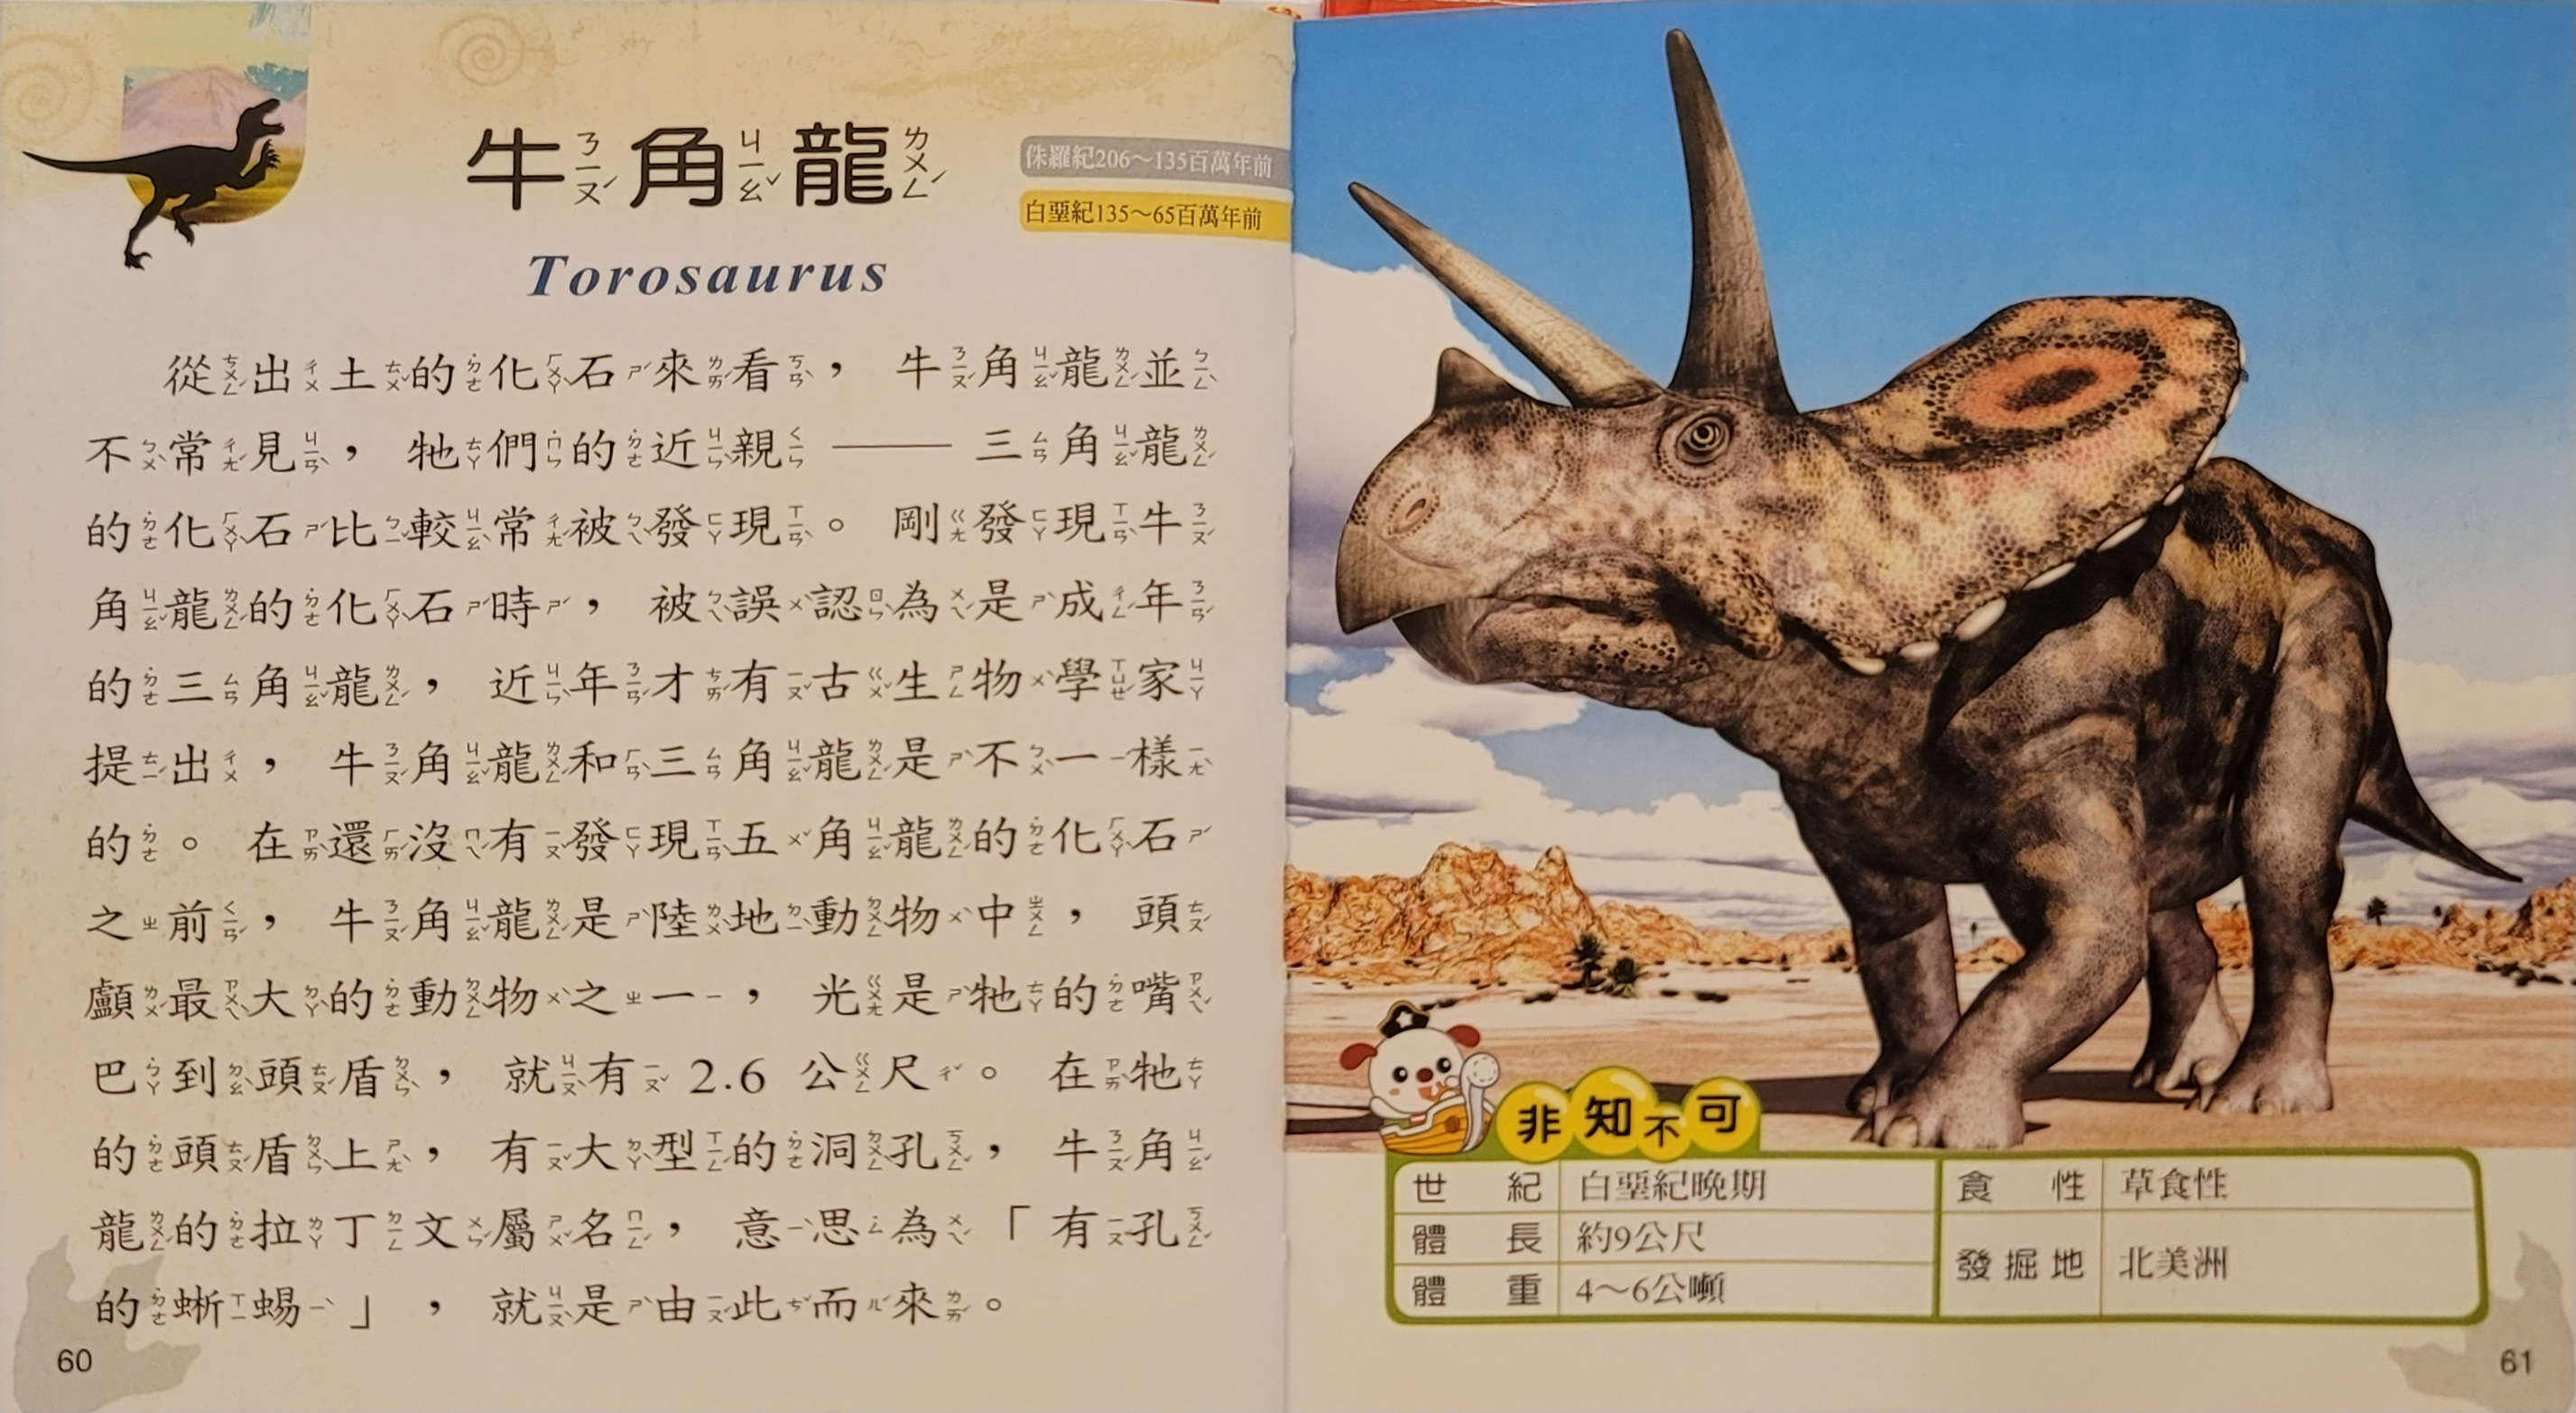 牛角龍
侏羅紀206～135百萬年前
白堊紀135～65百萬年前
Torosaurus
從出土的化石來看，牛角龍並
不常見，牠們的近親——三角龍
的化石比較常被發現。剛發現牛
角龍的化石時，被誤認為是成年
的三角龍，近年才有古生物學家
提出，牛角龍和三角龍是不一樣
的。在還沒有發現五角龍的化石
之前，牛角龍是陸地動物中，頭
顱最大的動物之一，光是牠的嘴
巴到頭盾，就有2.6公尺。在牠
的頭盾上，有大型的洞孔，牛角
龍的拉丁文屬名，意思為「有孔
的蜥蜴」，就是由此而來。
60
非知不可
世紀 白堊紀晚期
體長 約9公尺
體重 4～6公噸
食性 草食性
發掘地 北美洲
61